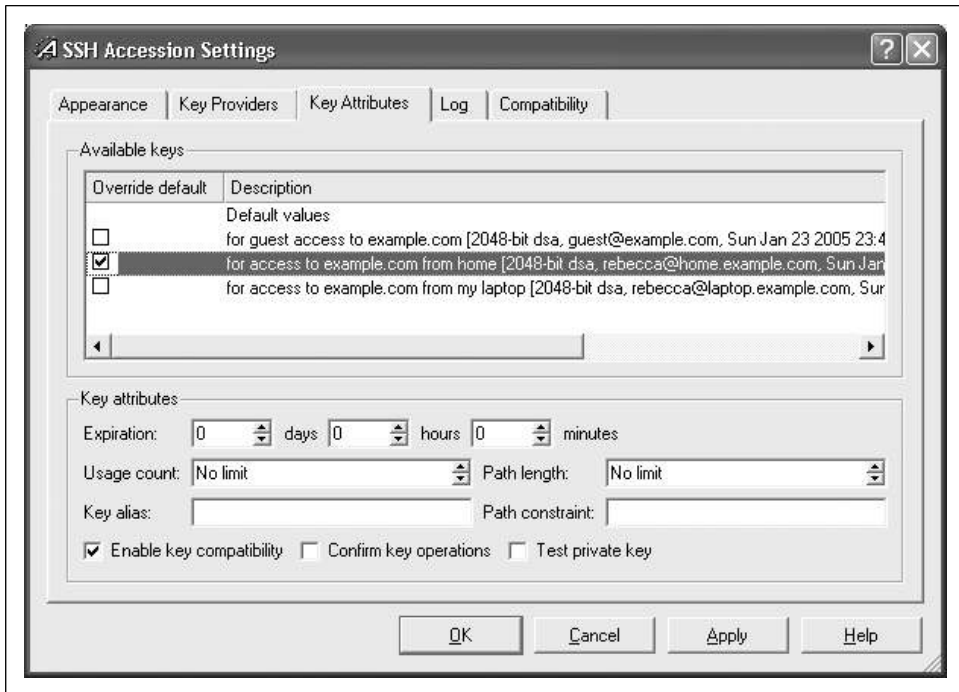 SSH Accession Settings
Appearance Key Providers Key Attributes Log Compatibility
Available keys
Override default Description
Default values
for guest access to example.com [2048-bit dsa, guest@example.com, Sun Jan 23 2005 23:4
for access to example.com from home [2048-bit dsa, rebecca@home.example.com, Sun Jan
for access to example.com from my laptop [2048-bit dsa, rebecca@laptop.example.com, Sur
Key attributes
Expiration: 0 days 0 hours 0 minutes
Usage count: No limit Path length: No limit
Key alias: Path constraint:
Enable key compatibility Confirm key operations Test private key
OK Cancel Apply Help